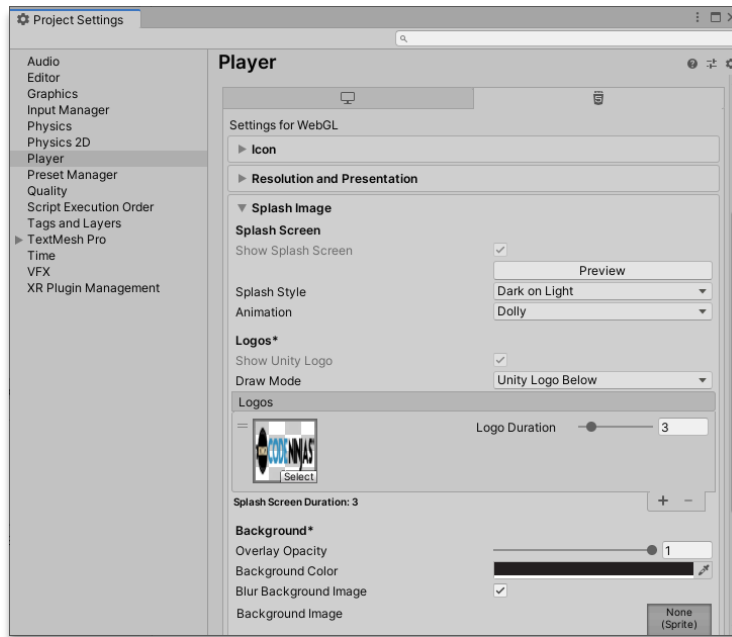 Project Settings
Player
Audio
Editor
Graphics
Input Manager
Physics
Physics 2D
Player
Preset Manager
Quality
Script Execution Order
Tags and Layers
TextMesh Pro
Time
VFX
XR Plugin Management
Settings for WebGL
Icon
Resolution and Presentation
Splash Image
Splash Screen
Show Splash Screen
Preview
Splash Style Dark on Light
Animation Dolly
Logos*
Show Unity Logo
Draw Mode Unity Logo Below
Logos
CODENINJAS
Select
Logo Duration 3
Splash Screen Duration: 3
Background*
Overlay Opacity 1
Background Color
Blur Background Image
Background Image None
(Sprite)